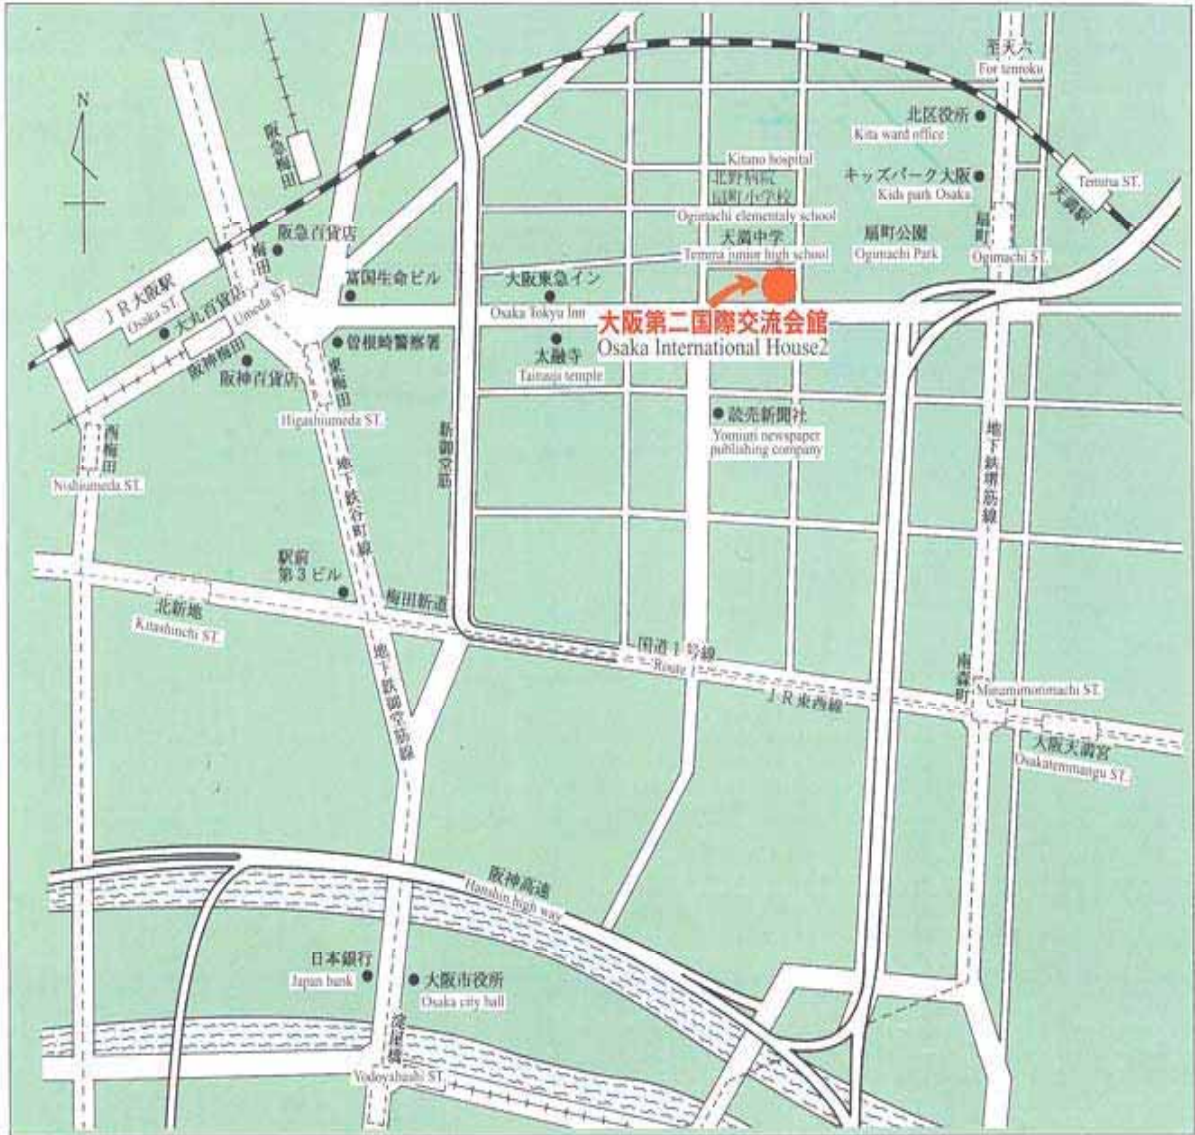 至天六
For tenroku
N
阪急梅田
北区役所
Kita ward office
Kitano hospital
北野病院
扇町小学校
Ogimachi elementaly school
キッズパーク大阪
Kids park Osaka
Temma ST.
天満駅
天満中学
Temma junior high school
扇町公園
Ogimachi Park
扇町
Ogimachi ST.
阪急百貨店
梅田
Umeda ST.
JR大阪駅
Osaka ST.
大丸百貨店
富国生命ビル
大阪東急イン
Osaka Tokyu Inn
大阪第二国際交流会館
Osaka International House2
曽根崎警察署
太融寺
阪神梅田
阪神百貨店
東梅田
Higashiumeda ST.
読売新聞社
Yomiuri newspaper
publishing company
西梅田
Nishiumeda ST.
新御堂筋
地下鉄谷町線
地下鉄堺筋線
駅前
第3ビル
梅田新道
北新地
Kitashinchi ST.
国道1号線
Route 1
地下鉄御堂筋線
JR東西線
南森町
Minamimorimachi ST.
大阪天満宮
Osakatemmangu ST.
阪神高速
Hanshin high way
日本銀行
Japan bank
大阪市役所
Osaka city hall
淀屋橋
Yodoyabashi ST.